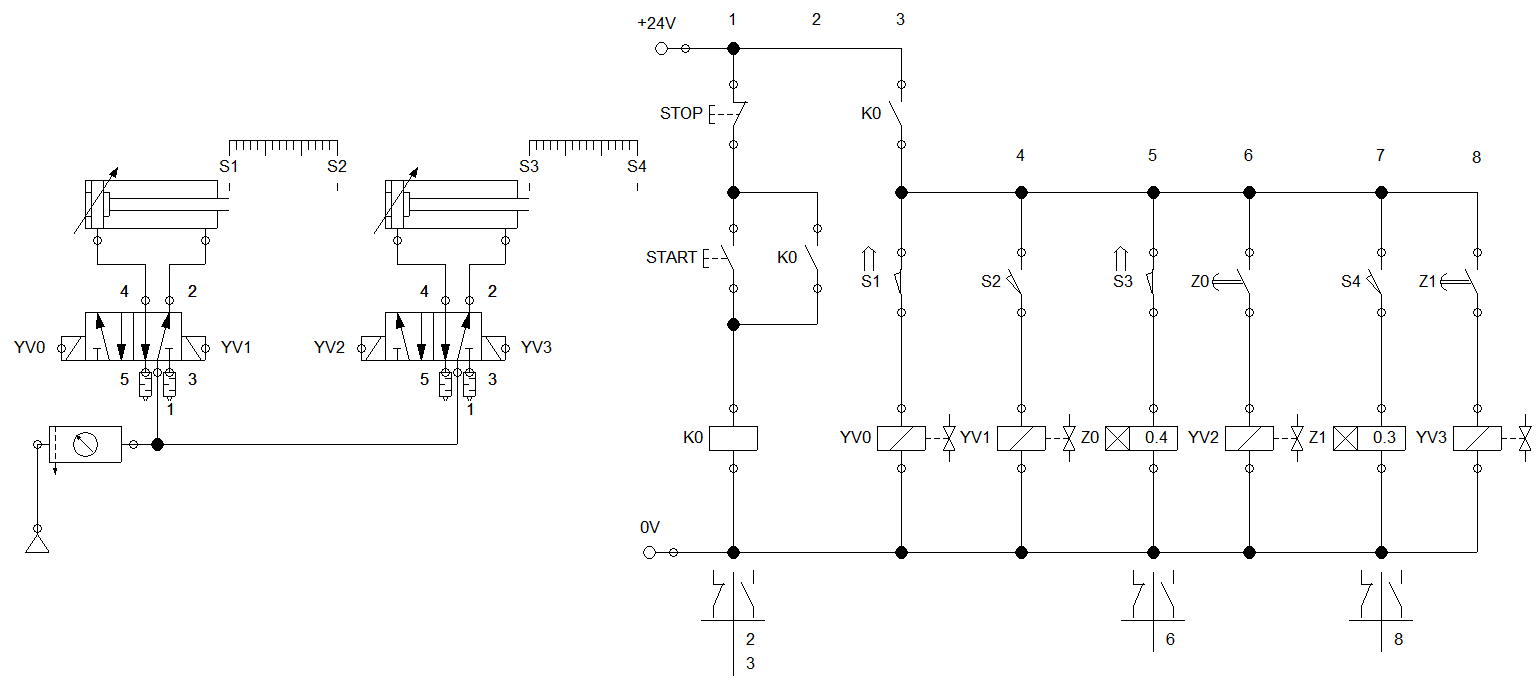 1 2 3
+24V
STOP K0
S1 S2 S3 S4
4 5 6 7 8
START K0 S1 S2 S3 Z0 S4 Z1
4 2 4 2
YV0 YV1 YV2 YV3
5 3 5 3
1 1
K0 YV0 YV1 Z0 0.4 YV2 Z1 0.3 YV3
0V
2 6 8
3